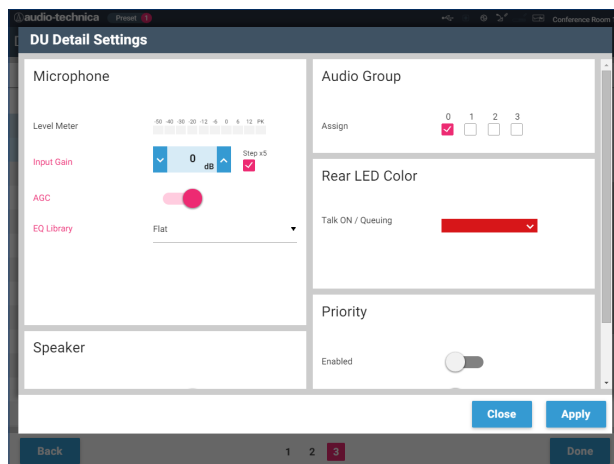 audio-technica Preset 1 Conference Room
DU Detail Settings
Microphone
Level Meter -50 -40 -30 -20 -12 -6 0 6 12 PK
Input Gain 0 dB Step x5
AGC
EQ Library Flat
Speaker
Audio Group
0 1 2 3
Assign
Rear LED Color
Talk ON / Queuing
Priority
Enabled
Close Apply
Back 1 2 3 Done